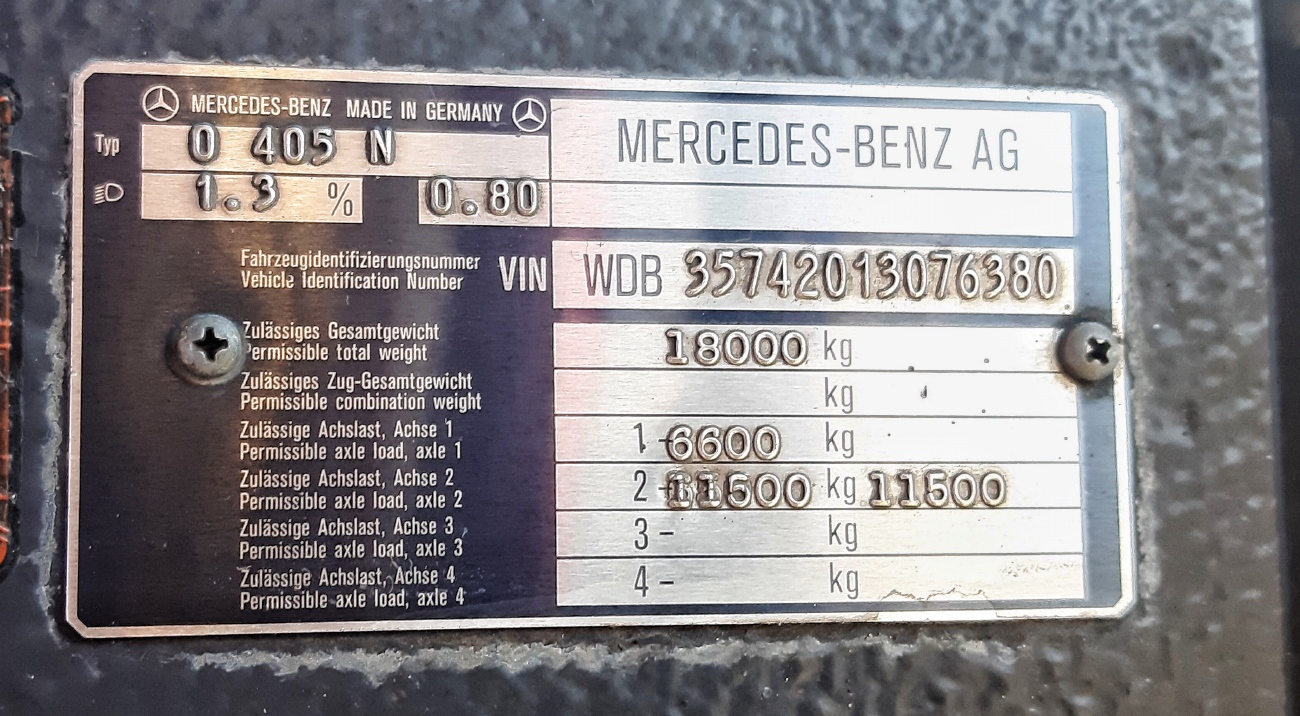 MERCEDES-BENZ MADE IN GERMANY
Typ O 405 N
MERCEDES-BENZ AG
1.3 % 0.80
Fahrzeugidentifizierungsnummer
Vehicle Identification Number
VIN WDB 35742013076380
Zulässiges Gesamtgewicht
Permissible total weight
18000 kg
Zulässiges Zug-Gesamtgewicht
Permissible combination weight
kg
Zulässige Achslast, Achse 1
Permissible axle load, axle 1
1 - 6600 kg
Zulässige Achslast, Achse 2
Permissible axle load, axle 2
2 - 11500 kg 11500
Zulässige Achslast, Achse 3
Permissible axle load, axle 3
3 - kg
Zulässige Achslast, Achse 4
Permissible axle load, axle 4
4 - kg